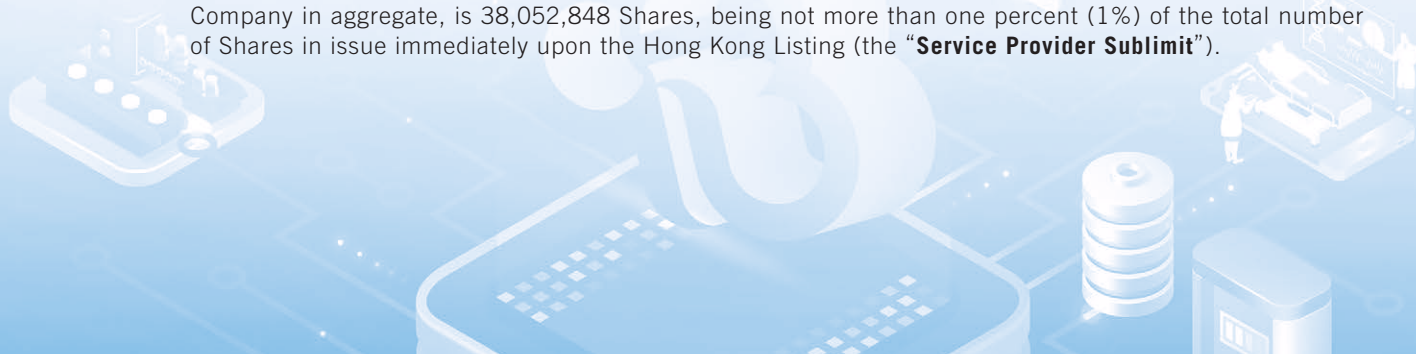 Company in aggregate, is 38,052,848 Shares, being not more than one percent (1%) of the total number
of Shares in issue immediately upon the Hong Kong Listing (the “Service Provider Sublimit”).